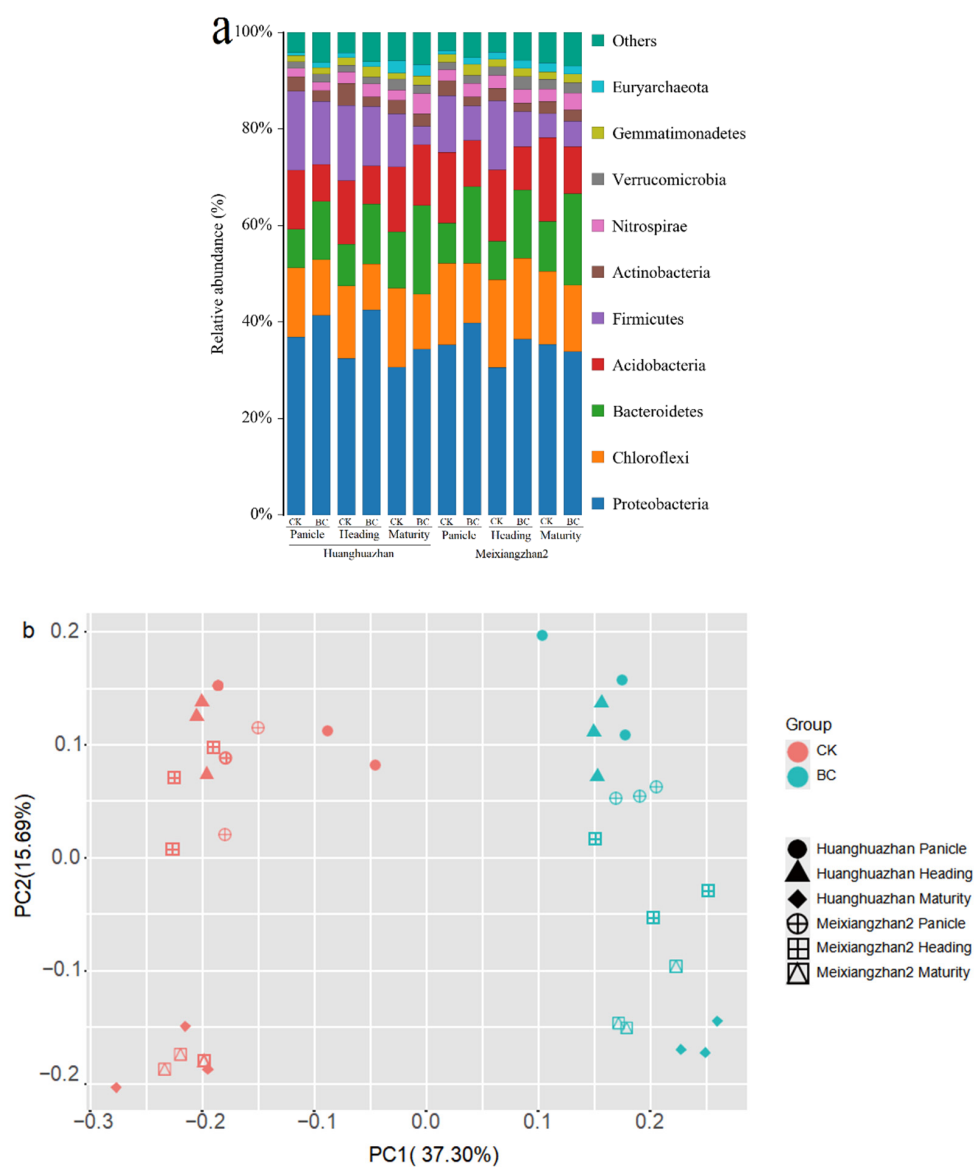 a
100%
80%
60%
40%
20%
0%
Relative abundance (%)
CK BC CK BC CK BC CK BC CK BC CK BC
Panicle Heading Maturity Panicle Heading Maturity
Huanghuazhan Meixiangzhan2
Others
Euryarchaeota
Gemmatimonadetes
Verrucomicrobia
Nitrospirae
Actinobacteria
Firmicutes
Acidobacteria
Bacteroidetes
Chloroflexi
Proteobacteria
b
0.2
0.1
0.0
−0.1
−0.2
PC2(15.69%)
−0.3 −0.2 −0.1 0.0 0.1 0.2
PC1( 37.30%)
Group
CK
BC
Huanghuazhan Panicle
Huanghuazhan Heading
Huanghuazhan Maturity
Meixiangzhan2 Panicle
Meixiangzhan2 Heading
Meixiangzhan2 Maturity